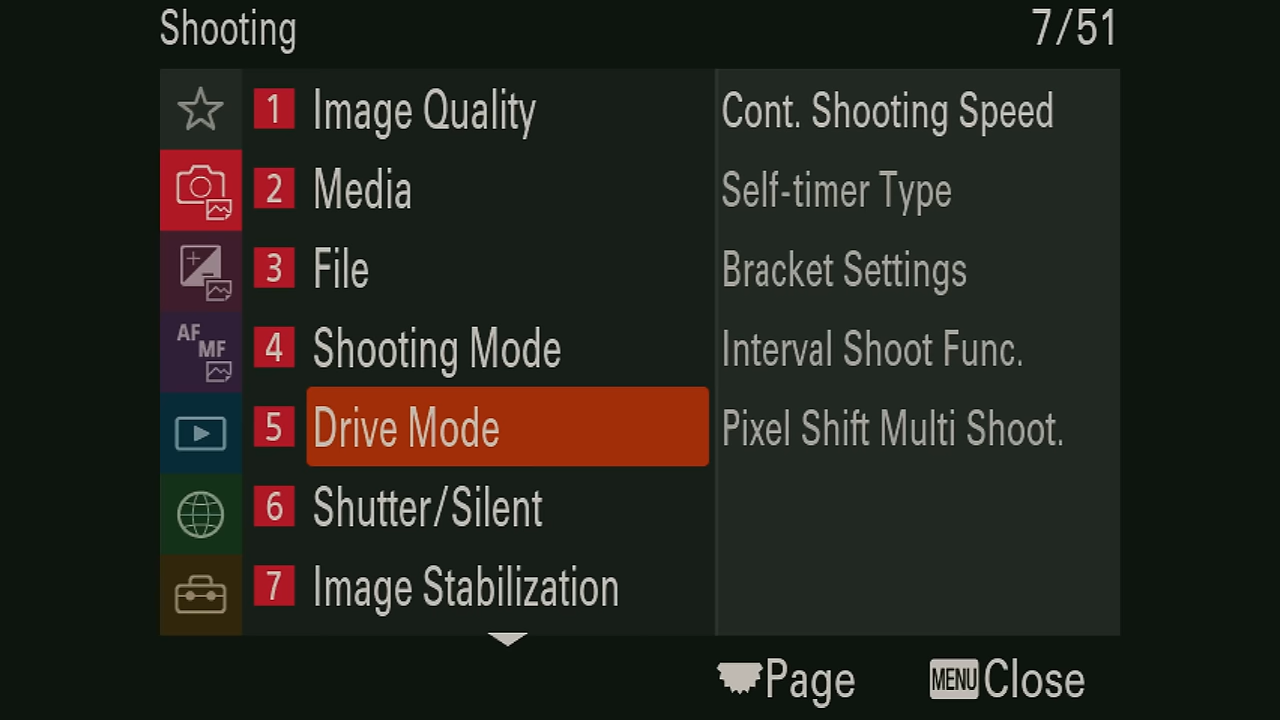 Shooting 7/51
1 Image Quality
2 Media
3 File
4 Shooting Mode
5 Drive Mode
6 Shutter/Silent
7 Image Stabilization
AF
MF
Cont. Shooting Speed
Self-timer Type
Bracket Settings
Interval Shoot Func.
Pixel Shift Multi Shoot.
Page MENU Close